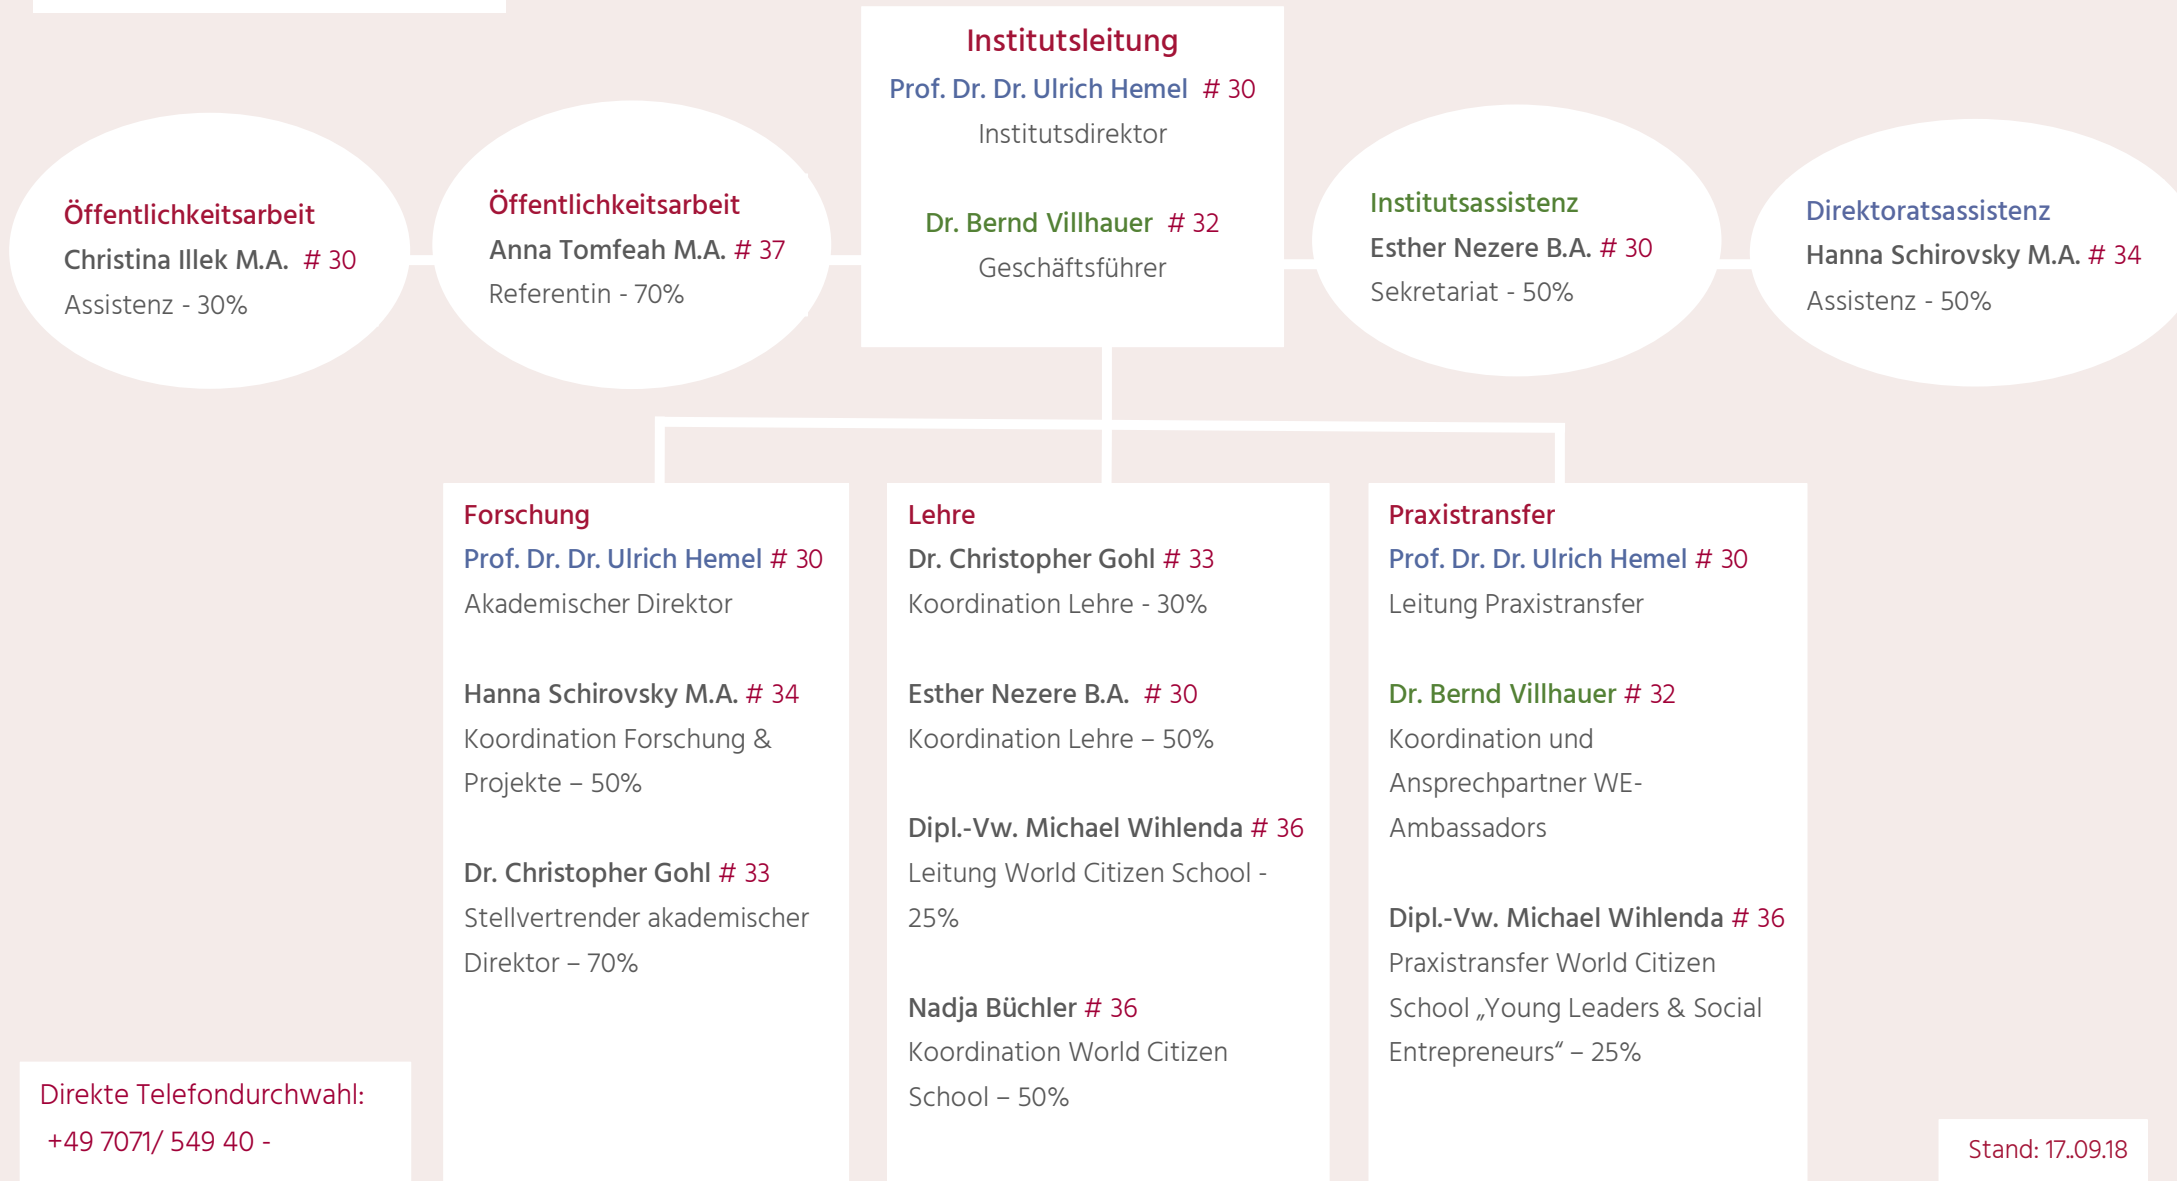 Institutsleitung
Prof. Dr. Dr. Ulrich Hemel # 30
Institutsdirektor
Dr. Bernd Villhauer # 32
Geschäftsführer
Öffentlichkeitsarbeit
Christina Illek M.A. # 30
Assistenz - 30%
Öffentlichkeitsarbeit
Anna Tomfeah M.A. # 37
Referentin - 70%
Institutsassistenz
Esther Nezere B.A. # 30
Sekretariat - 50%
Direktoratsassistenz
Hanna Schirovsky M.A. # 34
Assistenz - 50%
Forschung
Prof. Dr. Dr. Ulrich Hemel # 30
Akademischer Direktor
Hanna Schirovsky M.A. # 34
Koordination Forschung &
Projekte – 50%
Dr. Christopher Gohl # 33
Stellvertrender akademischer
Direktor – 70%
Lehre
Dr. Christopher Gohl # 33
Koordination Lehre - 30%
Esther Nezere B.A. # 30
Koordination Lehre – 50%
Dipl.-Vw. Michael Wihlenda # 36
Leitung World Citizen School -
25%
Nadja Büchler # 36
Koordination World Citizen
School – 50%
Praxistransfer
Prof. Dr. Dr. Ulrich Hemel # 30
Leitung Praxistransfer
Dr. Bernd Villhauer # 32
Koordination und
Ansprechpartner WE-
Ambassadors
Dipl.-Vw. Michael Wihlenda # 36
Praxistransfer World Citizen
School „Young Leaders & Social
Entrepreneurs“ – 25%
Direkte Telefondurchwahl:
+49 7071/ 549 40 -
Stand: 17..09.18